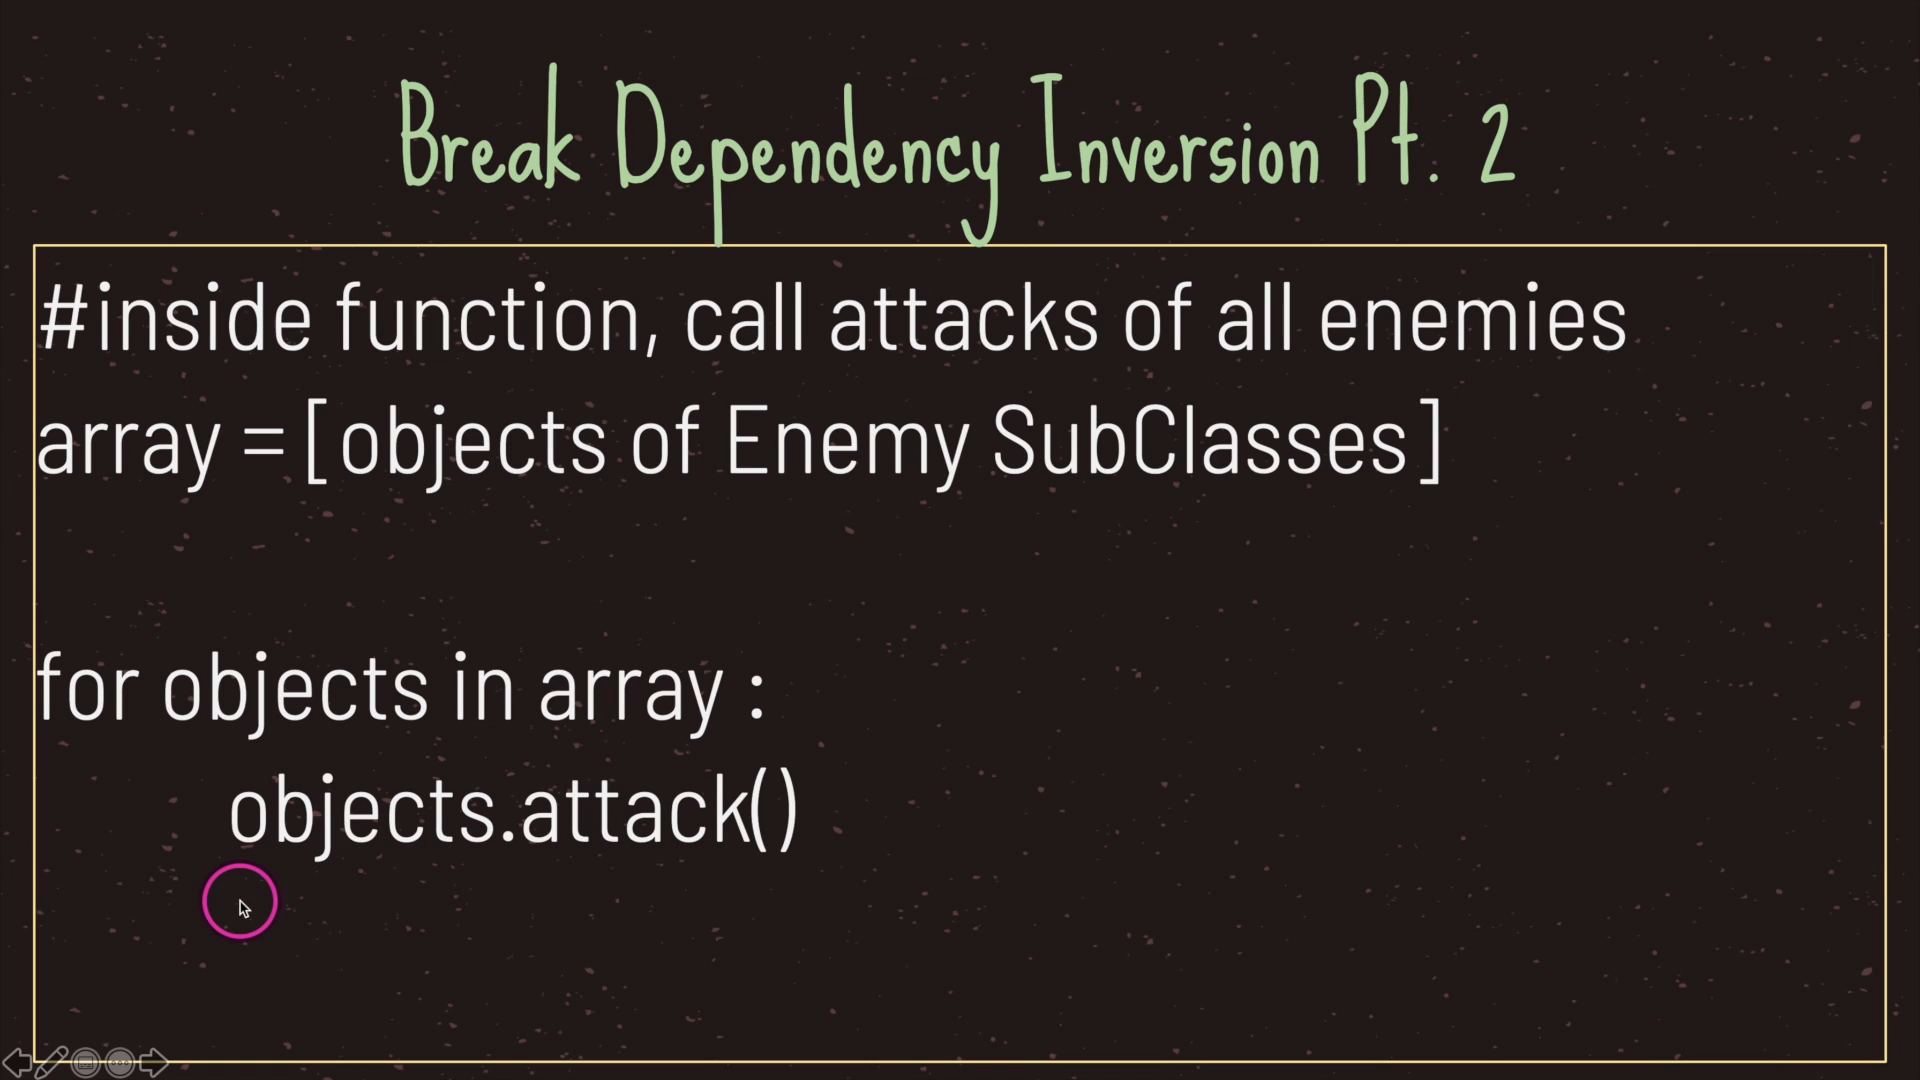 Break Dependency Inversion Pt. 2
#inside function, call attacks of all enemies
array = [objects of Enemy SubClasses]
for objects in array :
objects.attack()